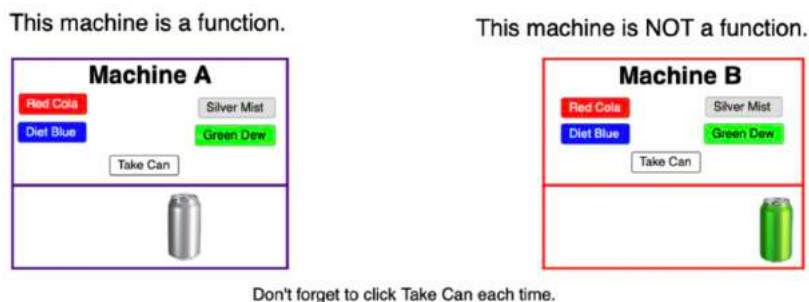 This machine is a function.
This machine is NOT a function.
Machine A
Red Cola
Silver Mist
Diet Blue
Green Dew
Take Can
Machine B
Red Cola
Silver Mist
Diet Blue
Green Dew
Take Can
Don't forget to click Take Can each time.